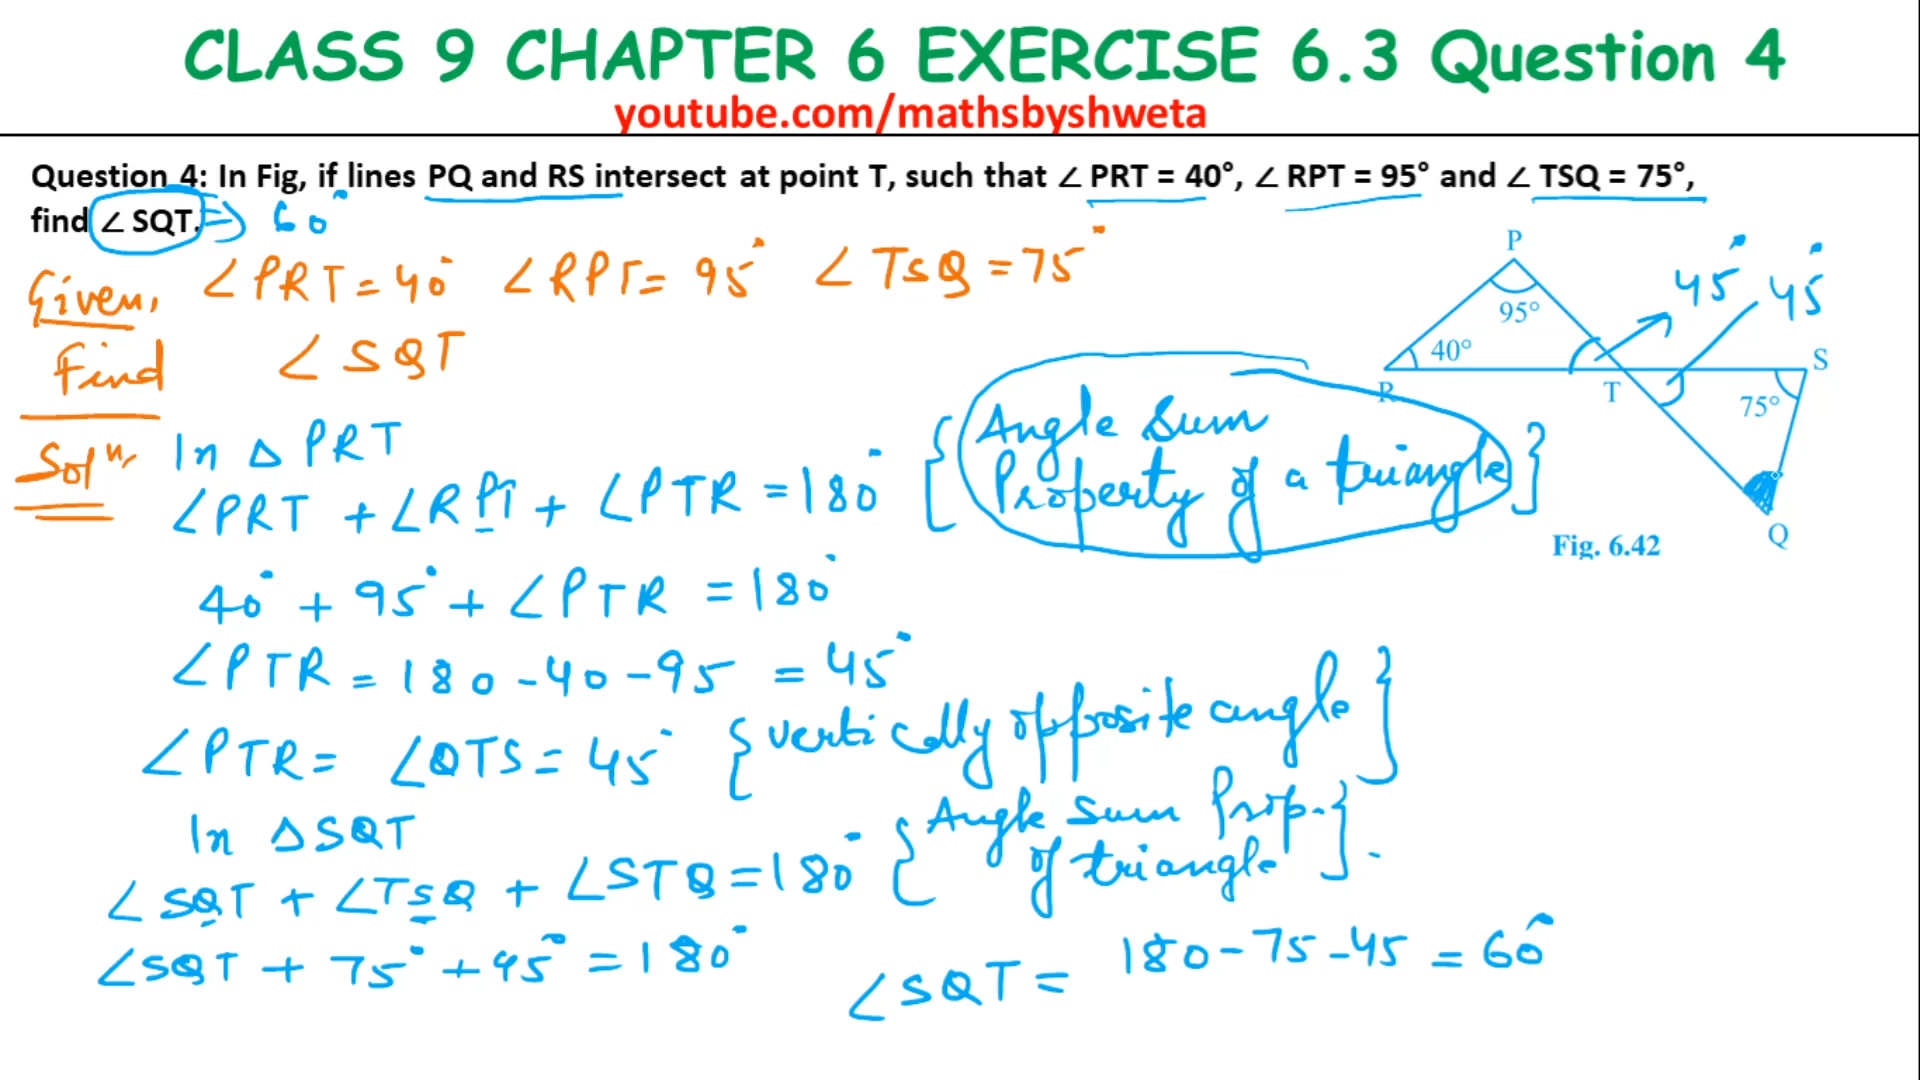 CLASS 9 CHAPTER 6 EXERCISE 6.3 Question 4
youtube.com/mathsbyshweta
Question 4: In Fig, if lines PQ and RS intersect at point T, such that ∠ PRT = 40°, ∠ RPT = 95° and ∠ TSQ = 75°,
find ∠ SQT. ⇒ 60°
Given, ∠PRT = 40° ∠RPT = 95° ∠TSQ = 75°
Find ∠SQT
Solⁿ, In △ PRT
∠PRT + ∠RPT + ∠PTR = 180° {Angle Sum
Property of a triangle}
40° + 95° + ∠PTR = 180°
∠PTR = 180 - 40 - 95 = 45°
∠PTR = ∠QTS = 45° {vertically opposite angle}
In △SQT
∠SQT + ∠TSQ + ∠STQ = 180° {Angle Sum Prop.
of triangle}.
∠SQT + 75° + 45° = 180°
∠SQT = 180 - 75 - 45 = 60°
P
95°
45° 45°
40°
R
T
S
75°
Q
Fig. 6.42